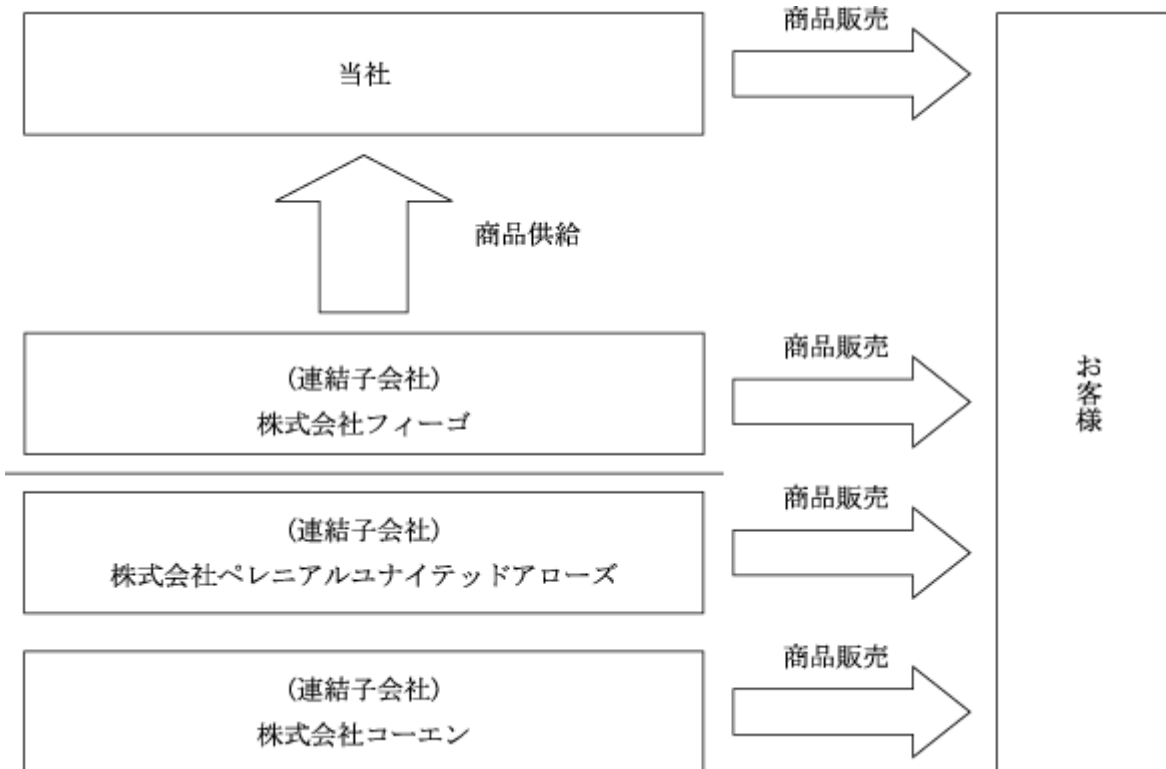 商品販売
当社
商品供給
商品販売
(連結子会社)
株式会社フィーゴ
お客様
商品販売
(連結子会社)
株式会社ペレニアルユナイテッドアローズ
商品販売
(連結子会社)
株式会社コーエン